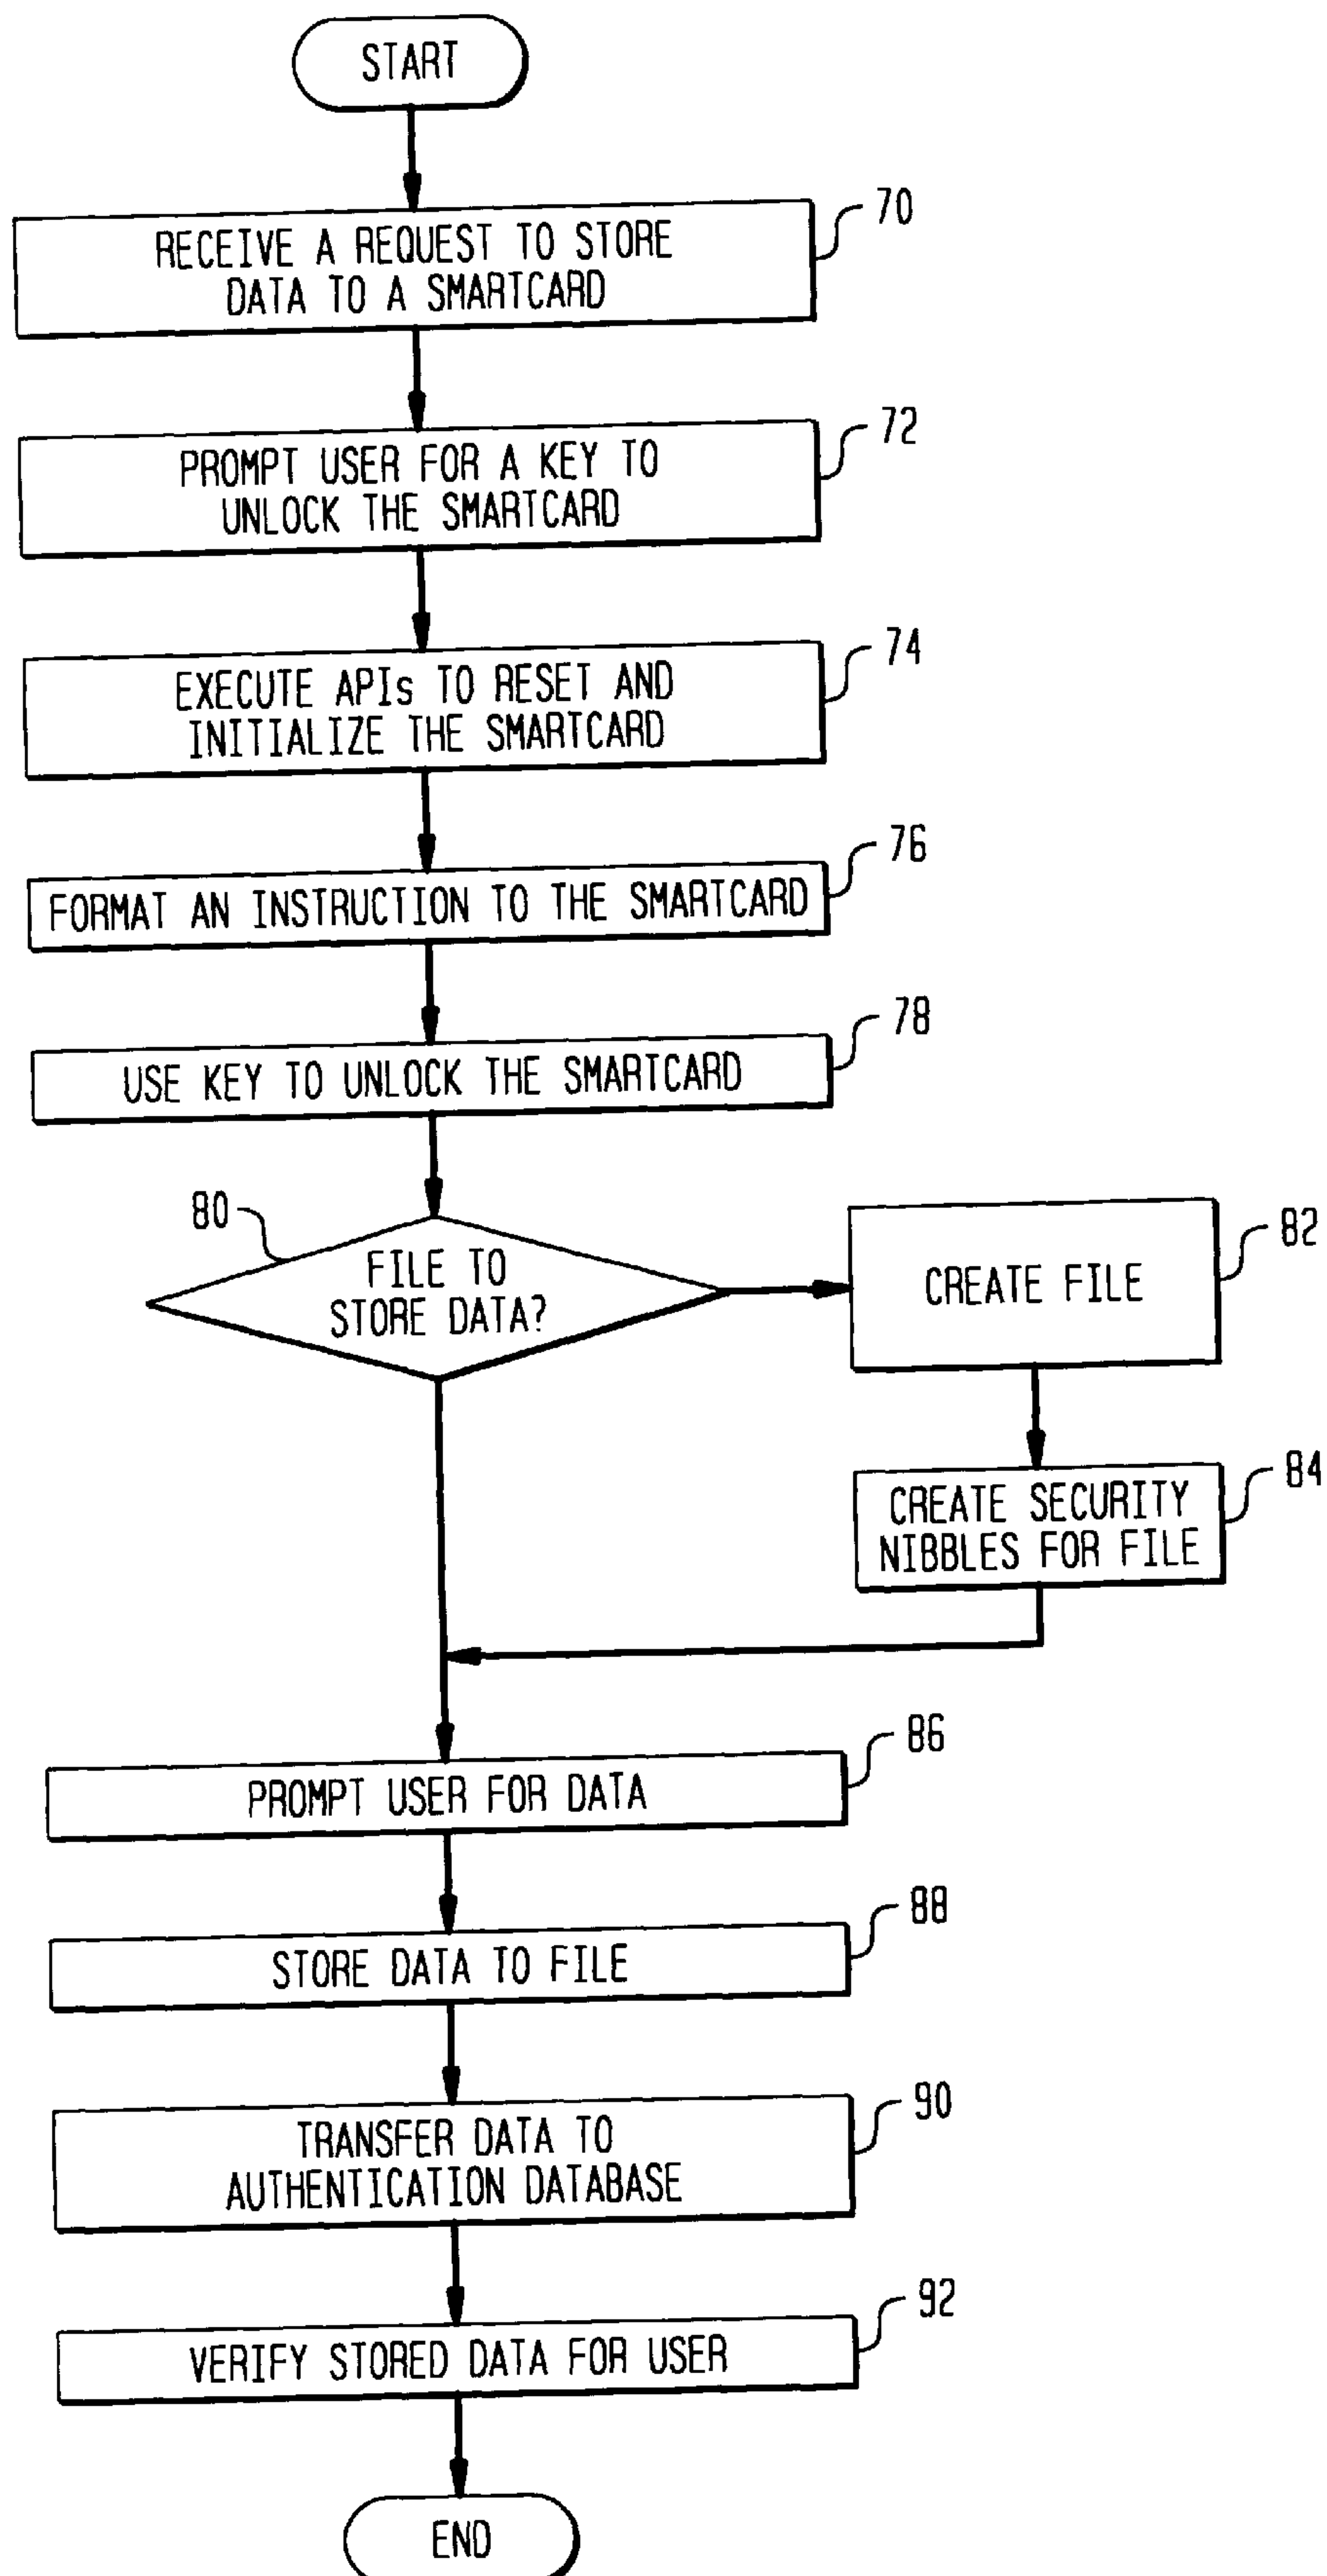 START
70
RECEIVE A REQUEST TO STORE
DATA TO A SMARTCARD
72
PROMPT USER FOR A KEY TO
UNLOCK THE SMARTCARD
74
EXECUTE APIs TO RESET AND
INITIALIZE THE SMARTCARD
76
FORMAT AN INSTRUCTION TO THE SMARTCARD
78
USE KEY TO UNLOCK THE SMARTCARD
80
FILE TO
STORE DATA?
82
CREATE FILE
84
CREATE SECURITY
NIBBLES FOR FILE
86
PROMPT USER FOR DATA
88
STORE DATA TO FILE
90
TRANSFER DATA TO
AUTHENTICATION DATABASE
92
VERIFY STORED DATA FOR USER
END